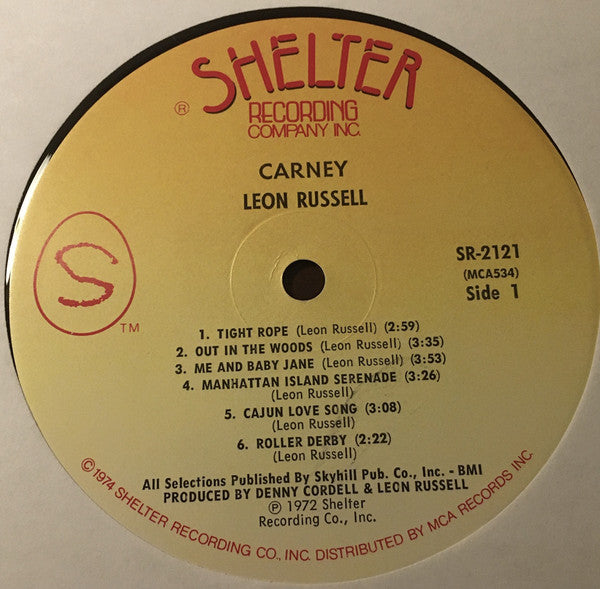 SHELTER
® RECORDING
COMPANY INC.
CARNEY
LEON RUSSELL
S
TM
SR-2121
(MCA534)
Side 1
1. TIGHT ROPE (Leon Russell) (2:59)
2. OUT IN THE WOODS (Leon Russell) (3:35)
3. ME AND BABY JANE (Leon Russell) (3:53)
4. MANHATTAN ISLAND SERENADE (3:26)
(Leon Russell)
5. CAJUN LOVE SONG (3:08)
(Leon Russell)
6. ROLLER DERBY (2:22)
(Leon Russell)
All Selections Published By Skyhill Pub. Co., Inc. - BMI
PRODUCED BY DENNY CORDELL & LEON RUSSELL
℗ 1972 Shelter
Recording Co., Inc.
©1974 SHELTER RECORDING CO., INC. DISTRIBUTED BY MCA RECORDS INC.